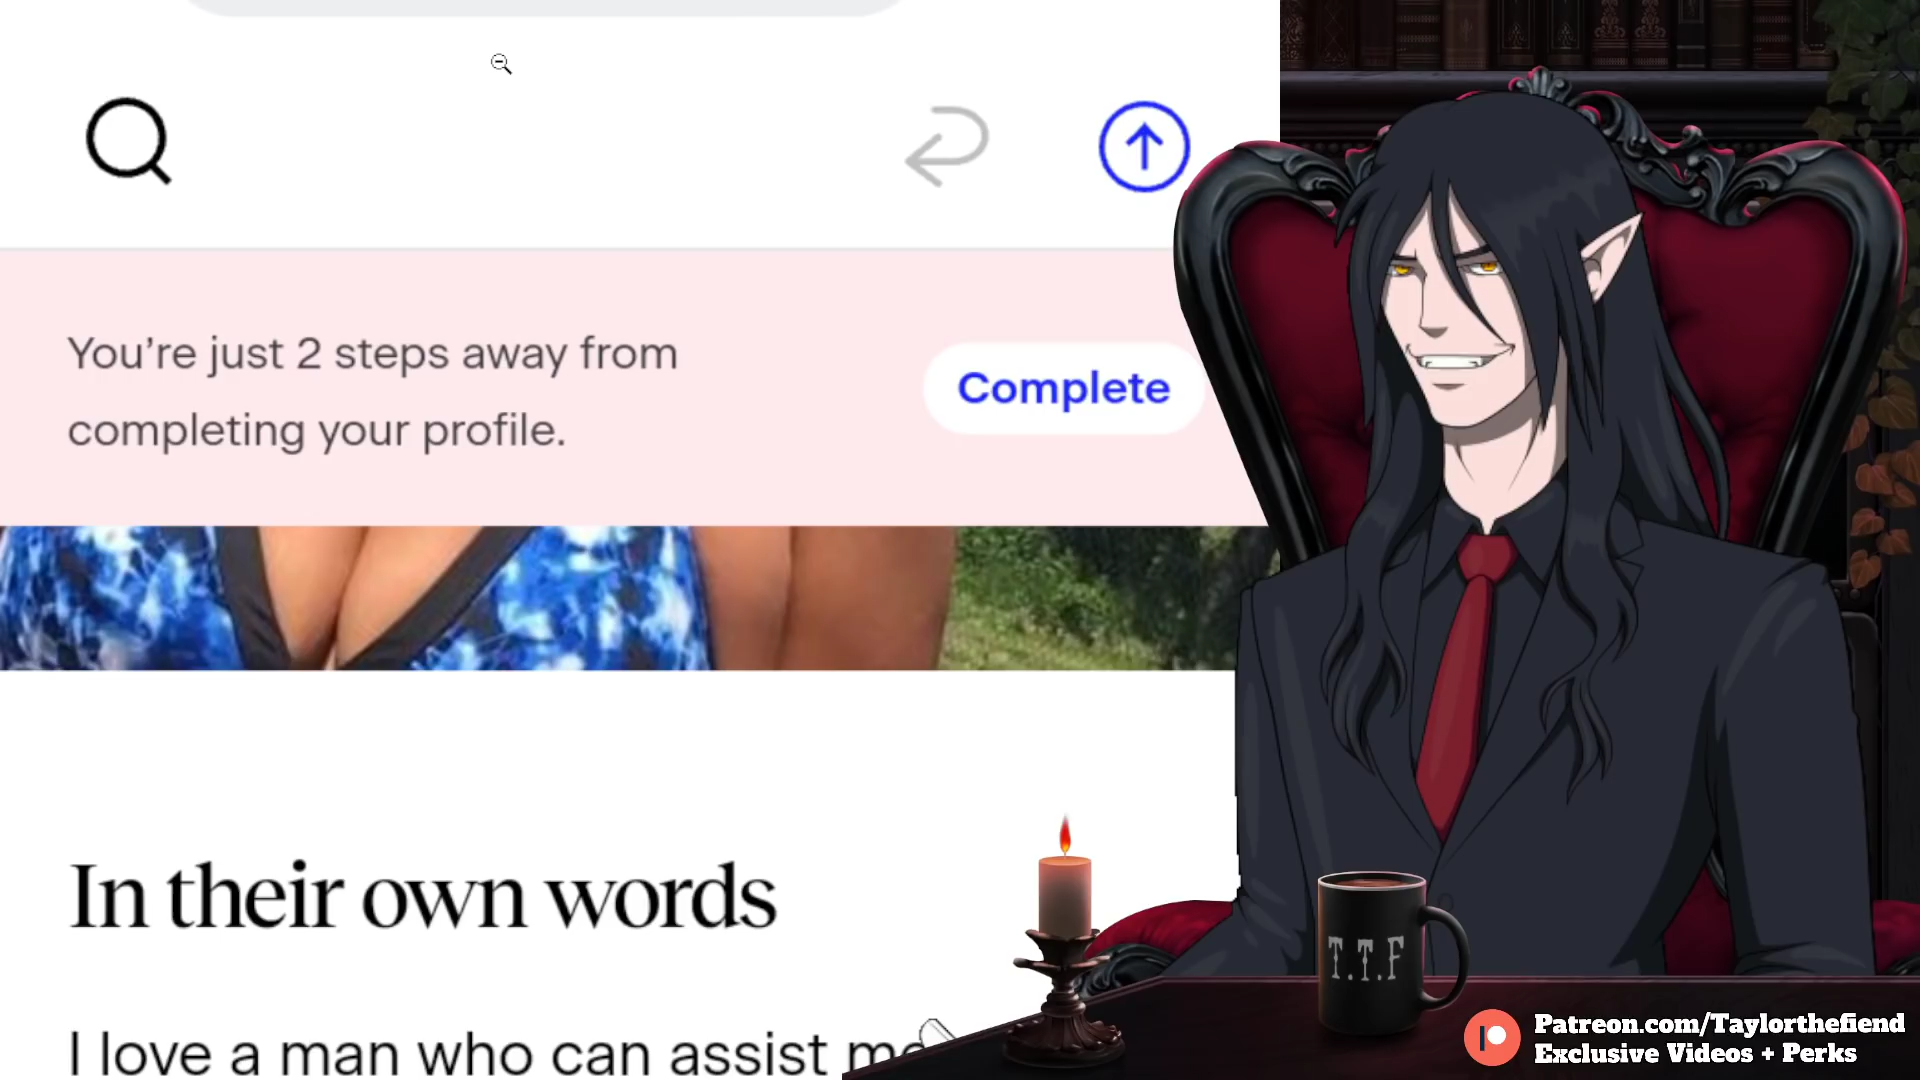 You're just 2 steps away from
completing your profile.
Complete
In their own words
I love a man who can assist
T.T.F
Patreon.com/Taylorthefiend
Exclusive Videos + Perks